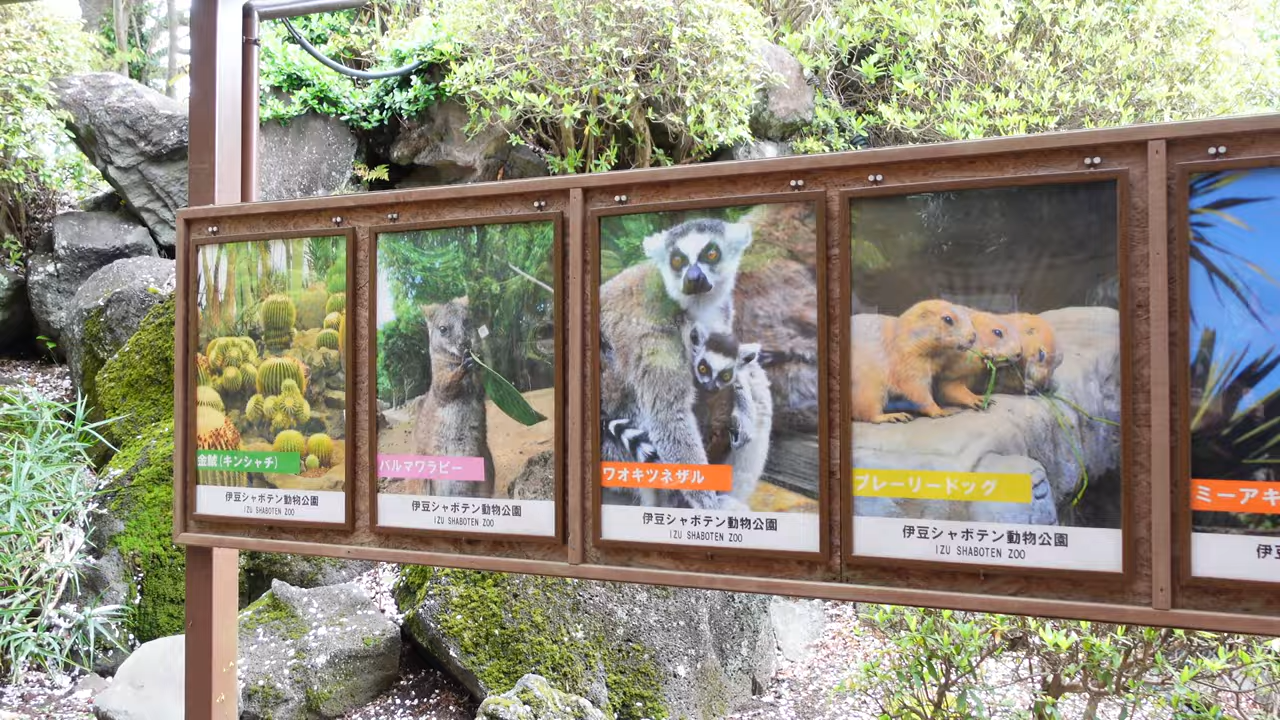 金鯱(キンシャチ)
伊豆シャボテン動物公園
IZU SHABOTEN ZOO
パルマワラビー
伊豆シャボテン動物公園
IZU SHABOTEN ZOO
ワオキツネザル
伊豆シャボテン動物公園
IZU SHABOTEN ZOO
プレーリードッグ
伊豆シャボテン動物公園
IZU SHABOTEN ZOO
ミーアキ
伊豆